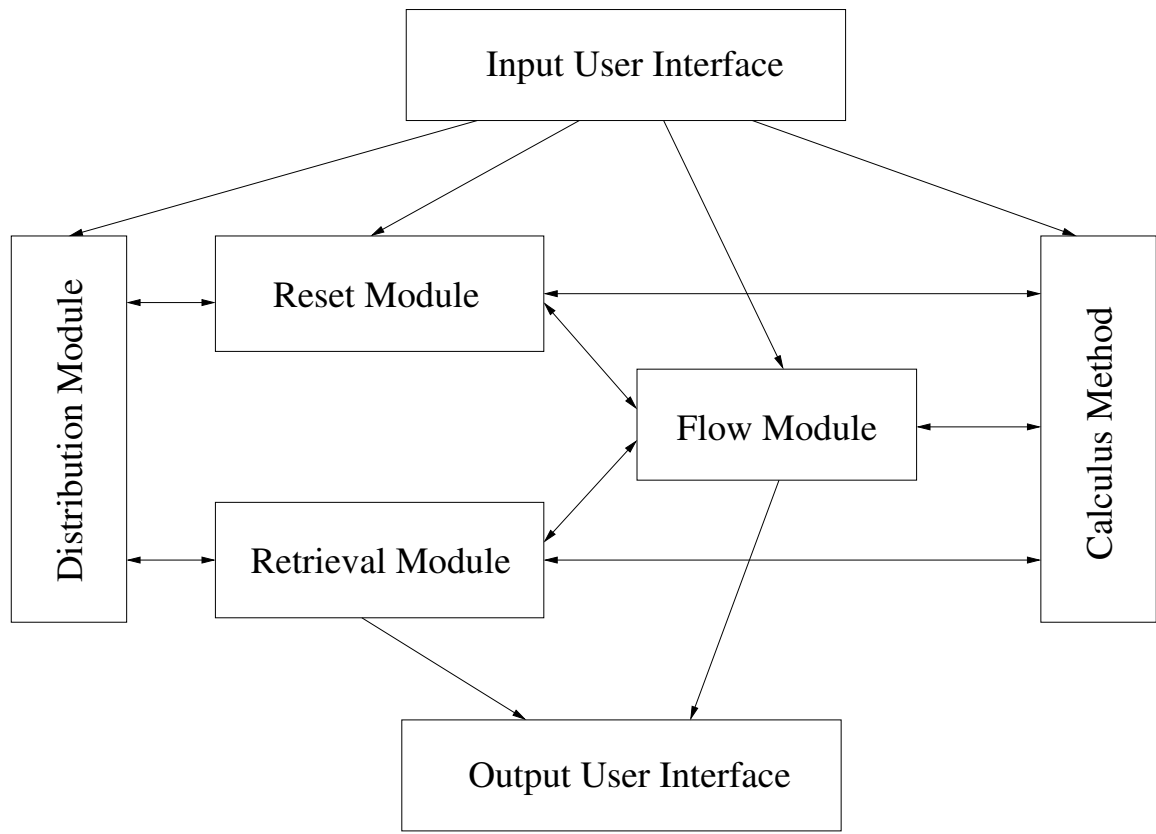 Input User Interface
Distribution Module
Reset Module
Flow Module
Calculus Method
Retrieval Module
Output User Interface